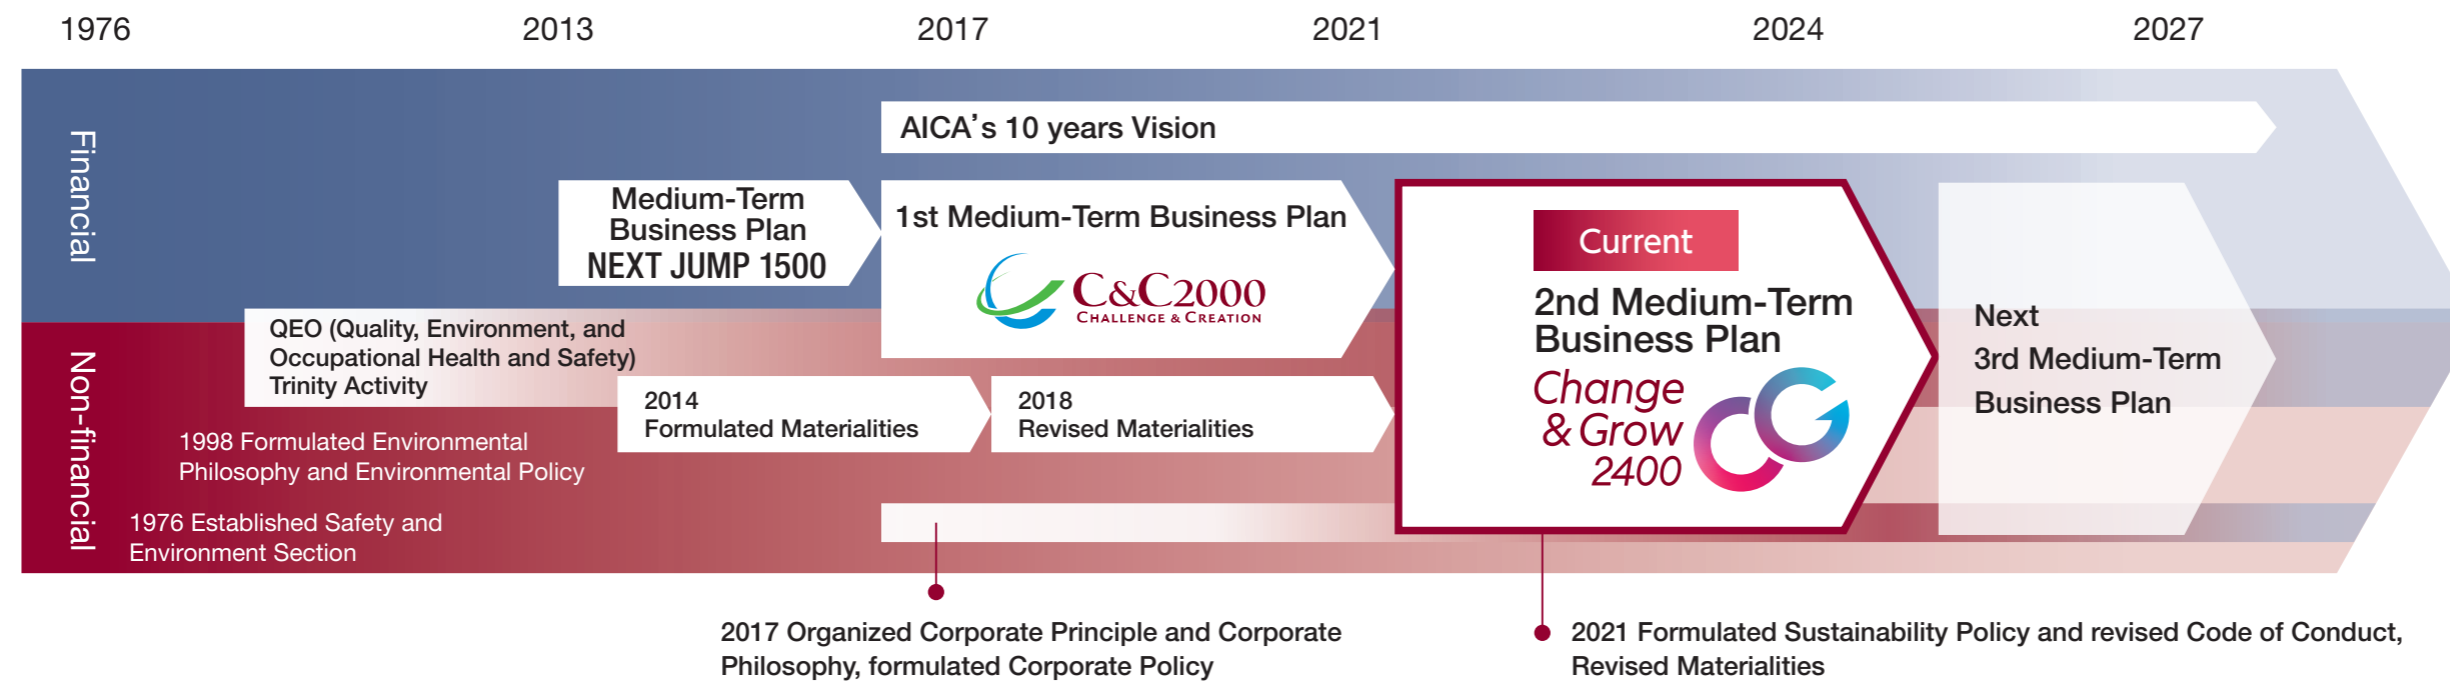 1976
2013
2017
2021
2024
2027
Financial
AICA's 10 years Vision
Medium-Term
Business Plan
NEXT JUMP 1500
1st Medium-Term Business Plan
C&C2000
CHALLENGE & CREATION
Current
2nd Medium-Term
Business Plan
Change
& Grow
2400
Next
3rd Medium-Term
Business Plan
Non-financial
QEO (Quality, Environment, and
Occupational Health and Safety)
Trinity Activity
2014
Formulated Materialities
2018
Revised Materialities
1998 Formulated Environmental
Philosophy and Environmental Policy
1976 Established Safety and
Environment Section
2017 Organized Corporate Principle and Corporate
Philosophy, formulated Corporate Policy
2021 Formulated Sustainability Policy and revised Code of Conduct,
Revised Materialities